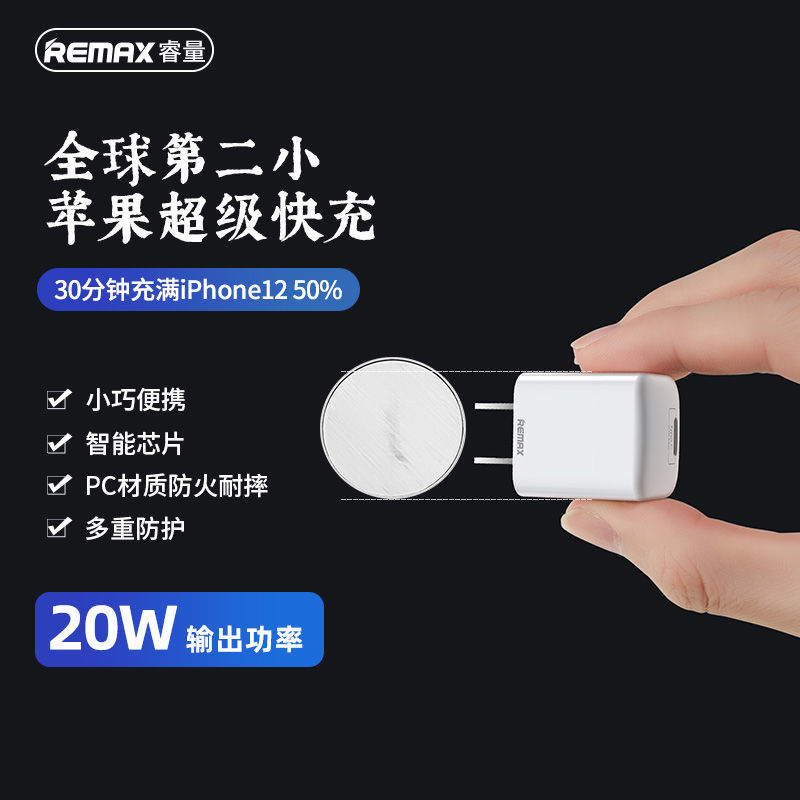 REMAX睿量
全球第二小
苹果超级快充
30分钟充满iPhone12 50%
小巧便携
智能芯片
PC材质防火耐摔
多重防护
REMAX
20W 输出功率